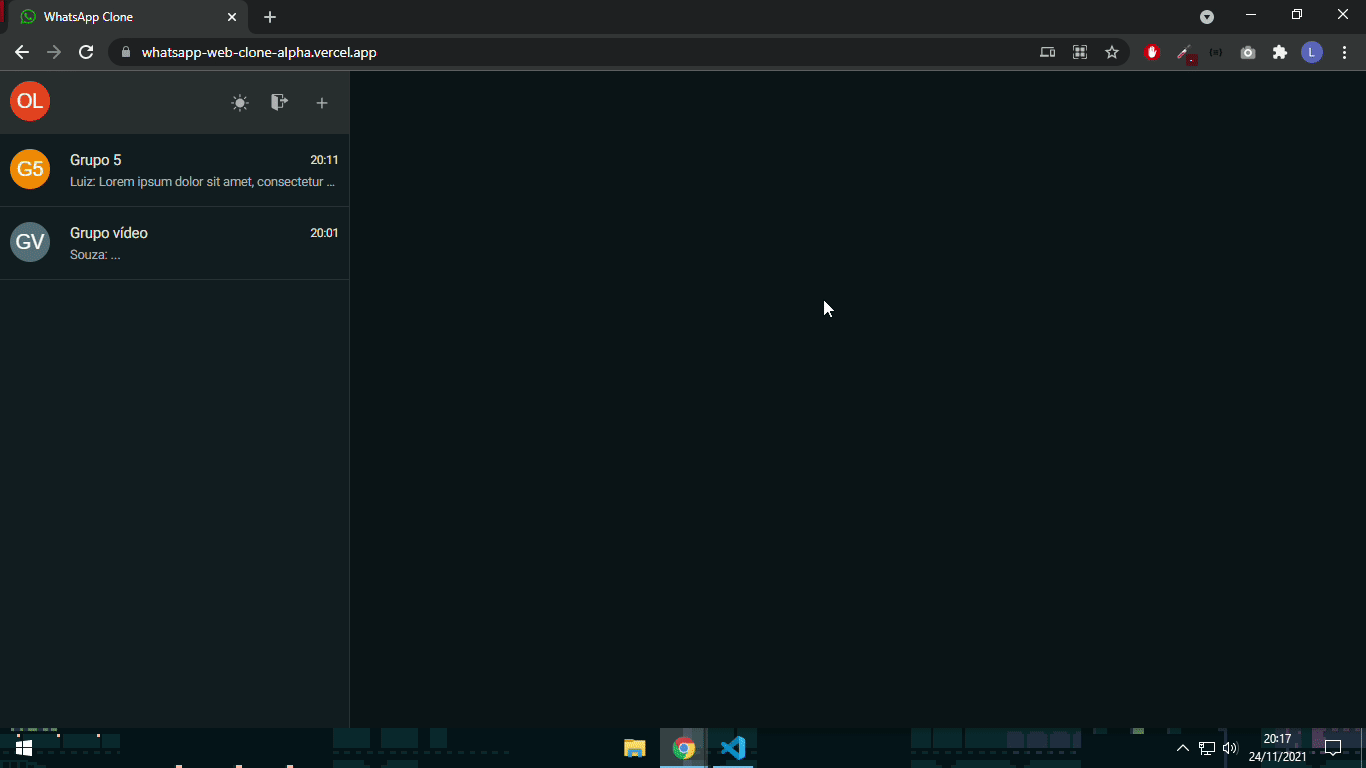 WhatsApp Clone
whatsapp-web-clone-alpha.vercel.app
L
OL
G5
Grupo 5
20:11
Luiz: Lorem ipsum dolor sit amet, consectetur ...
GV
Grupo vídeo
20:01
Souza: ...
20:17
24/11/2021